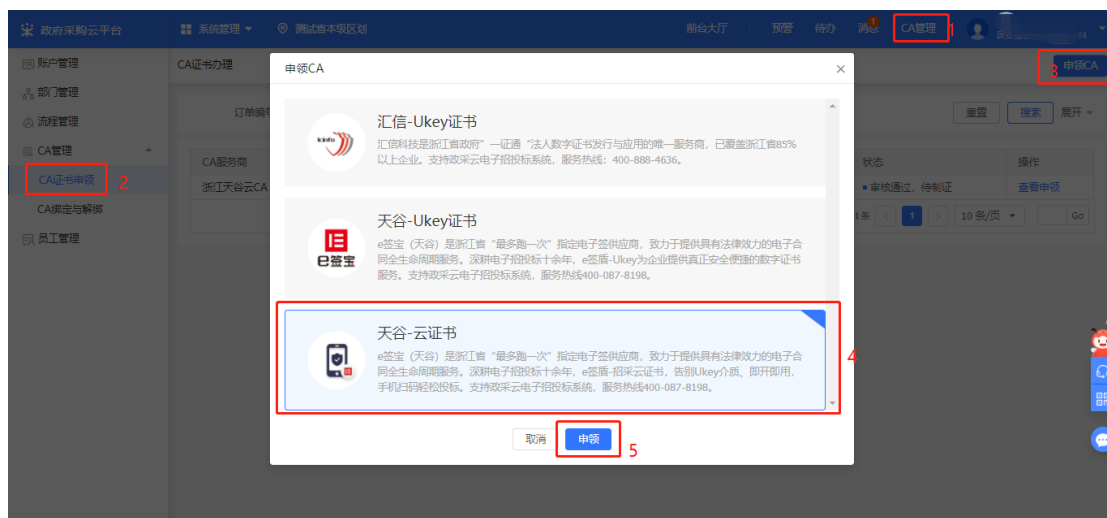 政府采购云平台
系统管理
测试省本级区划
前台大厅
预警
待办
消息
1
CA管理
1
24
账户管理
部门管理
流程管理
CA管理
CA证书申领
2
CA绑定与解绑
员工管理
CA证书办理
申领CA
3
订单编号
重置
搜索
展开
CA服务商
状态
操作
浙江天谷云CA
审核通过，待制证
查看申领
1条
1
10 条/页
Go
申领CA
汇信-Ukey证书
汇信科技是浙江省政府“一证通“法人数字证书发行与应用的唯一服务商，已覆盖浙江省85%
以上企业。支持政采云电子招投标系统，服务热线：400-888-4636。
天谷-Ukey证书
e签宝
e签宝（天谷）是浙江省“最多跑一次”指定电子签供应商，致力于提供具有法律效力的电子合
同全生命周期服务。深耕电子招投标十余年，e签盾-Ukey为企业提供真正安全便捷的数字证书
服务。支持政采云电子招投标系统，服务热线400-087-8198。
天谷-云证书
e签宝（天谷）是浙江省“最多跑一次”指定电子签供应商，致力于提供具有法律效力的电子合
同全生命周期服务。深耕电子招投标十余年，e签盾-招采云证书，告别Ukey介质、即开即用，
手机扫码轻松投标。支持政采云电子招投标系统，服务热线400-087-8198。
4
取消
申领
5